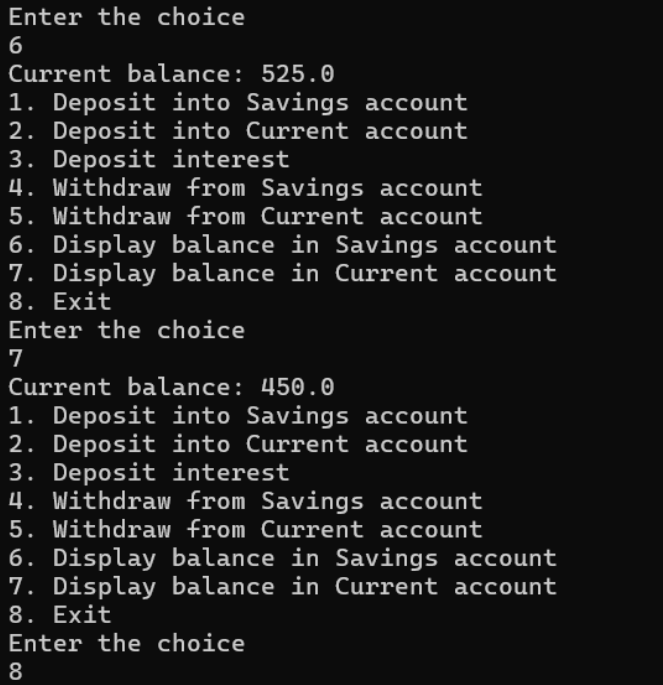 Enter the choice
6
Current balance: 525.0
1. Deposit into Savings account
2. Deposit into Current account
3. Deposit interest
4. Withdraw from Savings account
5. Withdraw from Current account
6. Display balance in Savings account
7. Display balance in Current account
8. Exit
Enter the choice
7
Current balance: 450.0
1. Deposit into Savings account
2. Deposit into Current account
3. Deposit interest
4. Withdraw from Savings account
5. Withdraw from Current account
6. Display balance in Savings account
7. Display balance in Current account
8. Exit
Enter the choice
8